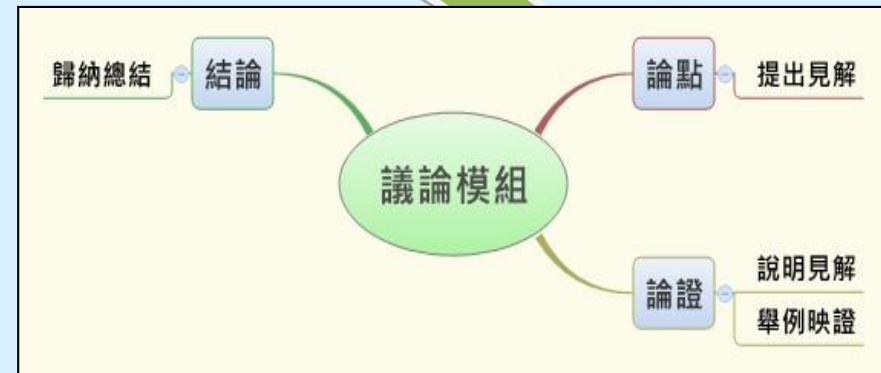 議論模組
論點
提出見解
論證
說明見解
舉例映證
結論
歸納總結